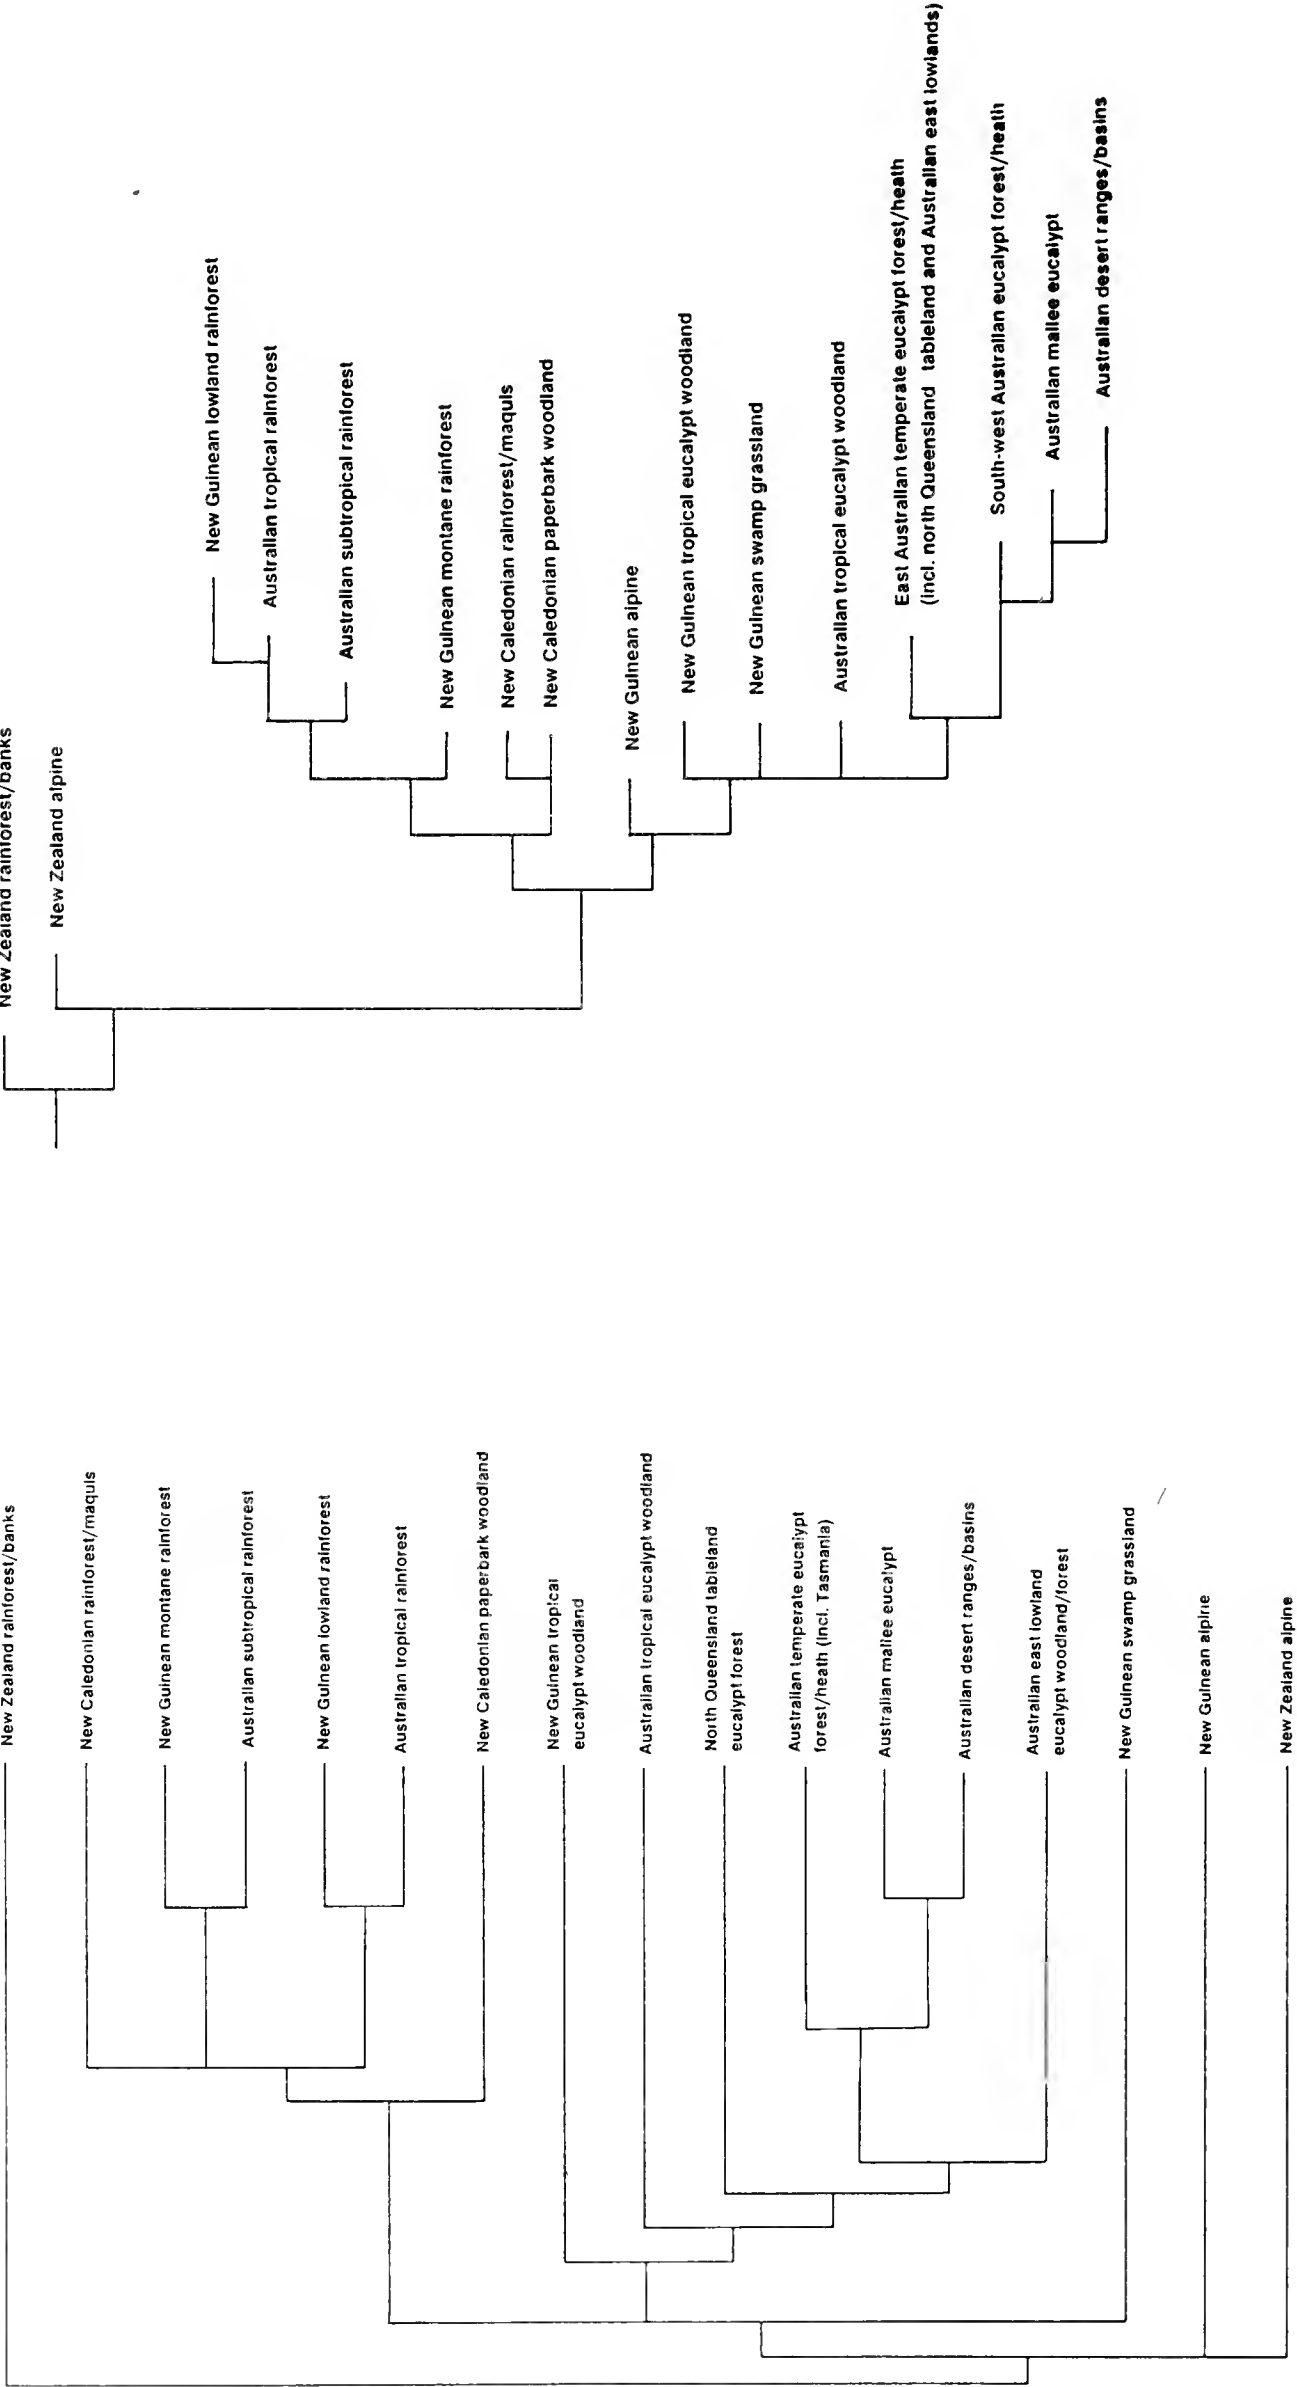 New Zealand rainforest/banks
New Zealand alpine
New Guinean lowland rainforest
Australian tropical rainforest
Australian subtropical rainforest
New Guinean montane rainforest
New Caledonian rainforest/maquis
New Caledonian paperbark woodland
New Guinean alpine
New Guinean tropical eucalypt woodland
New Guinean swamp grassland
Australian tropical eucalypt woodland
East Australian temperate eucalypt forest/heath
(incl. north Queensland tableland and Australian east lowlands)
South-west Australian eucalypt forest/heath
Australian mallee eucalypt
Australian desert ranges/basins
New Zealand rainforest/banks
New Caledonian rainforest/maquis
New Guinean montane rainforest
Australian subtropical rainforest
New Guinean lowland rainforest
Australian tropical rainforest
New Caledonian paperbark woodland
New Guinean tropical
eucalypt woodland
Australian tropical eucalypt woodland
North Queensland tableland
eucalypt forest
Australian temperate eucalypt
forest/heath (incl. Tasmania)
Australian mallee eucalypt
Australian desert ranges/basins
Australian east lowland
eucalypt woodland/forest
New Guinean swamp grassland
New Guinean alpine
New Zealand alpine